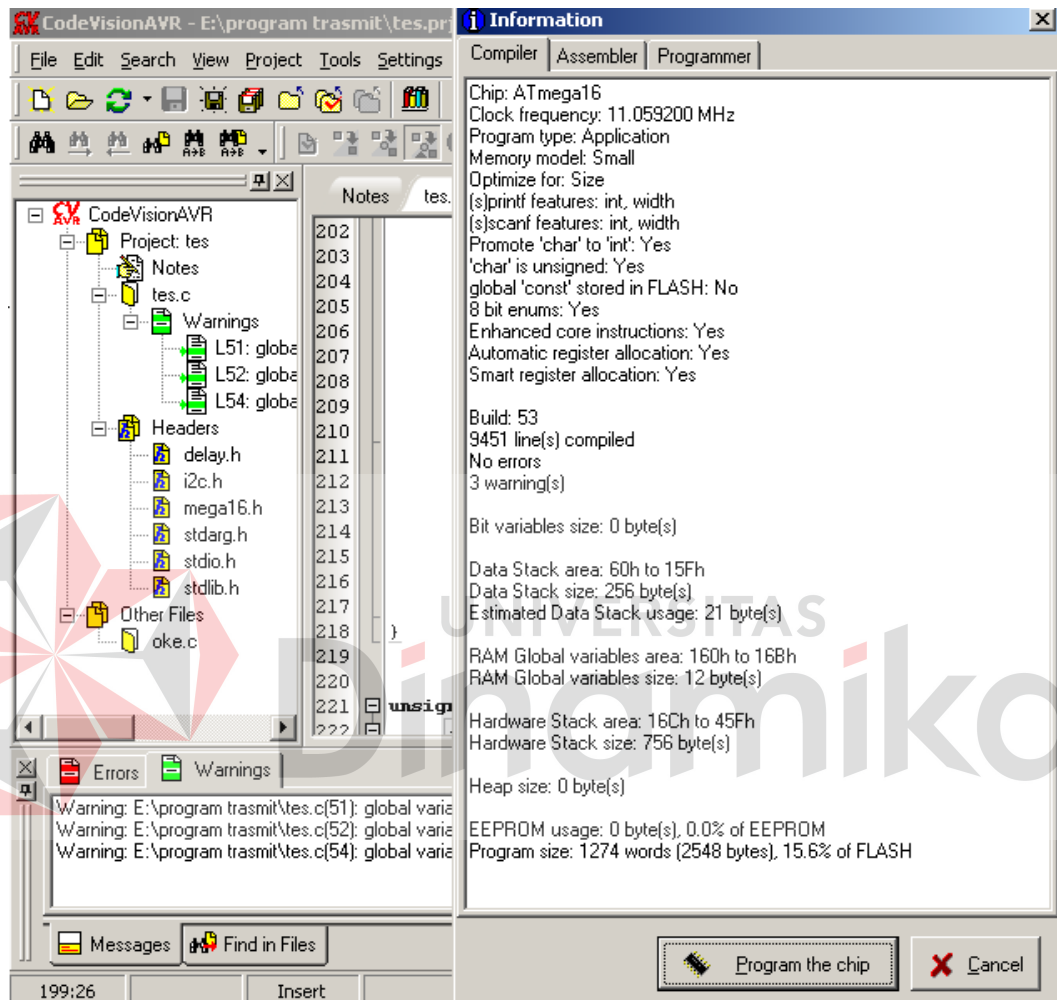 CodeVisionAVR - E:\program trasmit\tes.prj
File Edit Search View Project Tools Settings
CodeVisionAVR
Project: tes
Notes
tes.c
Warnings
L51: globa
L52: globa
L54: globa
Headers
delay.h
i2c.h
mega16.h
stdarg.h
stdio.h
stdlib.h
Other Files
oke.c
Notes tes.
202
203
204
205
206
207
208
209
210
211
212
213
214
215
216
217
218 }
219
220
221 unsign
222
Errors Warnings
Warning: E:\program trasmit\tes.c(51): global varia
Warning: E:\program trasmit\tes.c(52): global varia
Warning: E:\program trasmit\tes.c(54): global varia
Messages Find in Files
199:26 Insert
Information
Compiler Assembler Programmer
Chip: ATmega16
Clock frequency: 11.059200 MHz
Program type: Application
Memory model: Small
Optimize for: Size
(s)printf features: int, width
(s)scanf features: int, width
Promote 'char' to 'int': Yes
'char' is unsigned: Yes
global 'const' stored in FLASH: No
8 bit enums: Yes
Enhanced core instructions: Yes
Automatic register allocation: Yes
Smart register allocation: Yes
Build: 53
9451 line(s) compiled
No errors
3 warning(s)
Bit variables size: 0 byte(s)
Data Stack area: 60h to 15Fh
Data Stack size: 256 byte(s)
Estimated Data Stack usage: 21 byte(s)
RAM Global variables area: 160h to 16Bh
RAM Global variables size: 12 byte(s)
Hardware Stack area: 16Ch to 45Fh
Hardware Stack size: 756 byte(s)
Heap size: 0 byte(s)
EEPROM usage: 0 byte(s), 0.0% of EEPROM
Program size: 1274 words (2548 bytes), 15.6% of FLASH
Program the chip Cancel
UNIVERSITAS
Dinamika